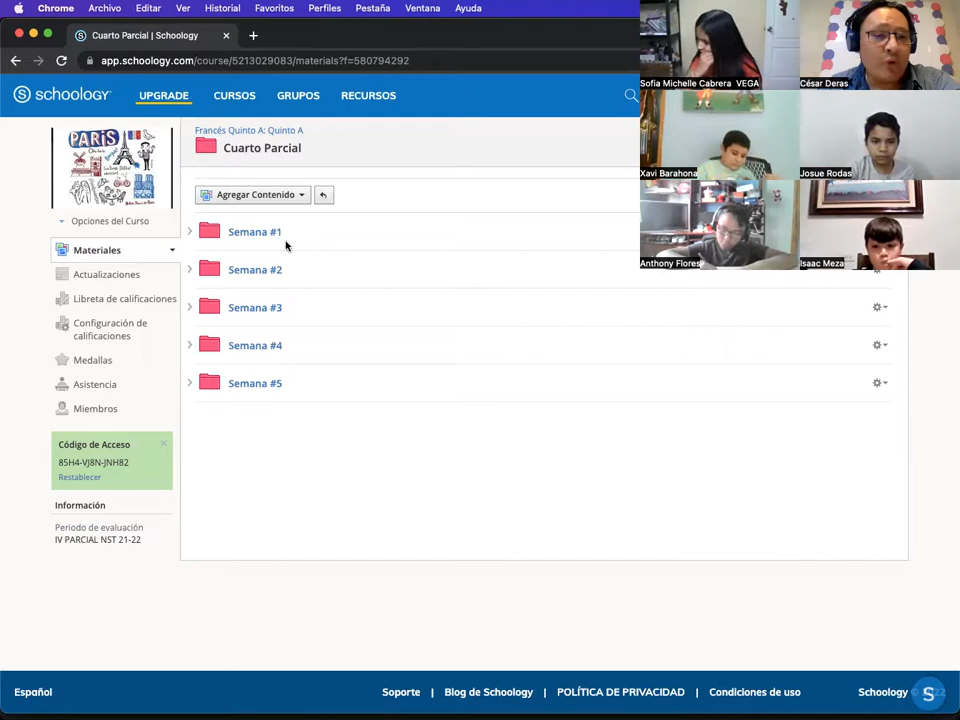 Chrome Archivo Editar Ver Historial Favoritos Perfiles Pestaña Ventana Ayuda
Cuarto Parcial | Schoology
app.schoology.com/course/5213029083/materials?f=580794292
S schoology UPGRADE CURSOS GRUPOS RECURSOS
Sofia Michelle Cabrera VEGA
César Deras
Xavi Barahona
Josue Rodas
Anthony Flores
Isaac Meza
PARIS
Opciones del Curso
Materiales
Actualizaciones
Libreta de calificaciones
Configuración de
calificaciones
Medallas
Asistencia
Miembros
Código de Acceso
85H4-VJ8N-JNH82
Restablecer
Información
Periodo de evaluación
IV PARCIAL NST 21-22
Francés Quinto A: Quinto A
Cuarto Parcial
Agregar Contenido
Semana #1
Semana #2
Semana #3
Semana #4
Semana #5
Español Soporte | Blog de Schoology | POLÍTICA DE PRIVACIDAD | Condiciones de uso Schoology ©
S